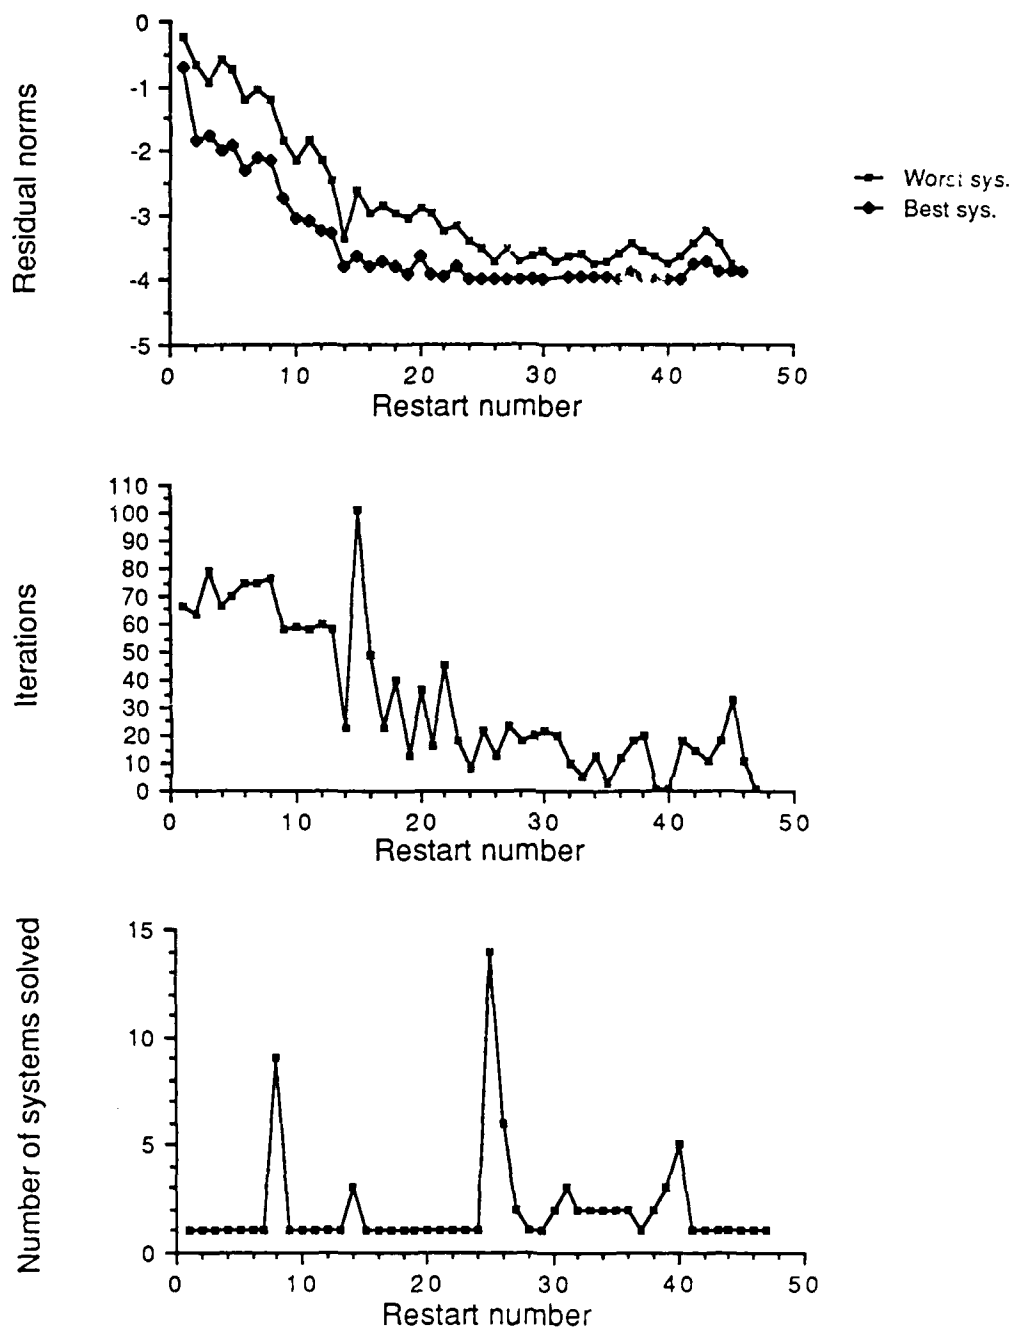 Residual norms
0
-1
-2
-3
-4
-5
0 10 20 30 40 50
Restart number
Worst sys.
Best sys.
Iterations
110
100
90
80
70
60
50
40
30
20
10
0
0 10 20 30 40 50
Restart number
Number of systems solved
15
10
5
0
0 10 20 30 40 50
Restart number